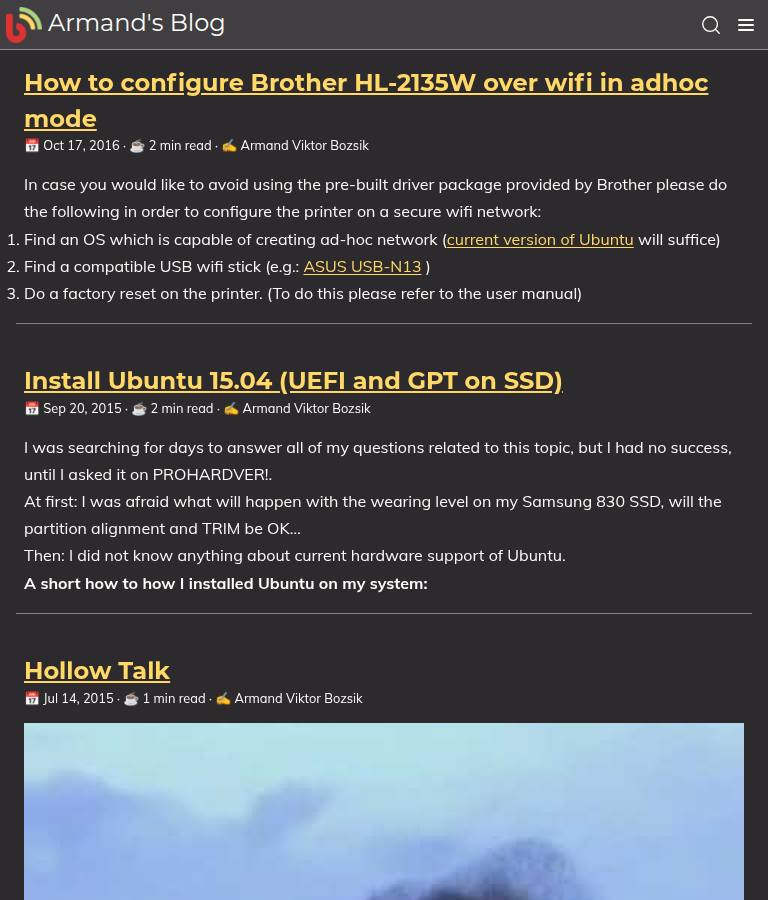 Armand's Blog
How to configure Brother HL-2135W over wifi in adhoc
mode
📅 Oct 17, 2016 · ☕ 2 min read · ✍️ Armand Viktor Bozsik
In case you would like to avoid using the pre-built driver package provided by Brother please do
the following in order to configure the printer on a secure wifi network:
1. Find an OS which is capable of creating ad-hoc network (current version of Ubuntu will suffice)
2. Find a compatible USB wifi stick (e.g.: ASUS USB-N13 )
3. Do a factory reset on the printer. (To do this please refer to the user manual)
Install Ubuntu 15.04 (UEFI and GPT on SSD)
📅 Sep 20, 2015 · ☕ 2 min read · ✍️ Armand Viktor Bozsik
I was searching for days to answer all of my questions related to this topic, but I had no success,
until I asked it on PROHARDVER!.
At first: I was afraid what will happen with the wearing level on my Samsung 830 SSD, will the
partition alignment and TRIM be OK...
Then: I did not know anything about current hardware support of Ubuntu.
A short how to how I installed Ubuntu on my system:
Hollow Talk
📅 Jul 14, 2015 · ☕ 1 min read · ✍️ Armand Viktor Bozsik